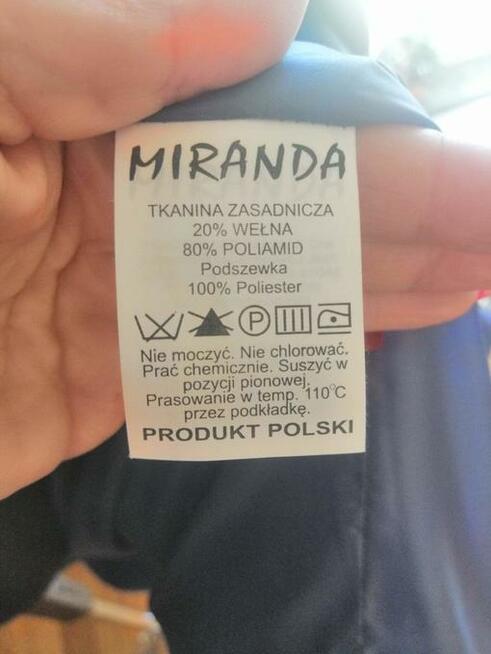 MIRANDA
TKANINA ZASADNICZA
20% WEŁNA
80% POLIAMID
Podszewka
100% Poliester
P
Nie moczyć. Nie chlorować.
Prać chemicznie. Suszyć w
pozycji pionowej.
Prasowanie w temp. 110°C
przez podkładkę.
PRODUKT POLSKI